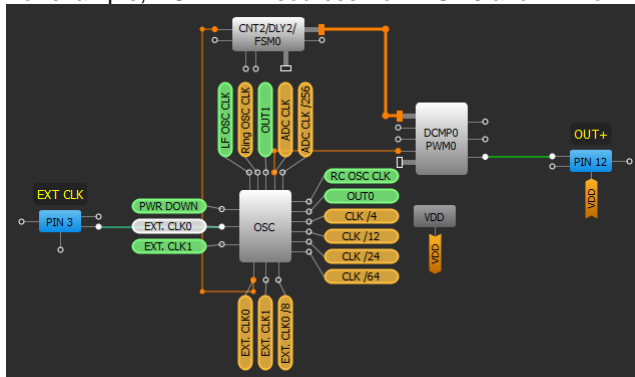 CNT2/DLY2/
FSM0
LF OSC CLK
Ring OSC CLK
OUT1
ADC CLK
ADC CLK /256
DCMP0
PWM0
OUT+
PIN 12
VDD
EXT CLK
PIN 3
PWR DOWN
EXT. CLK0
EXT. CLK1
OSC
RC OSC CLK
OUT0
CLK /4
CLK /12
CLK /24
CLK /64
VDD
VDD
EXT. CLK0
EXT. CLK1
EXT. CLK0 /8